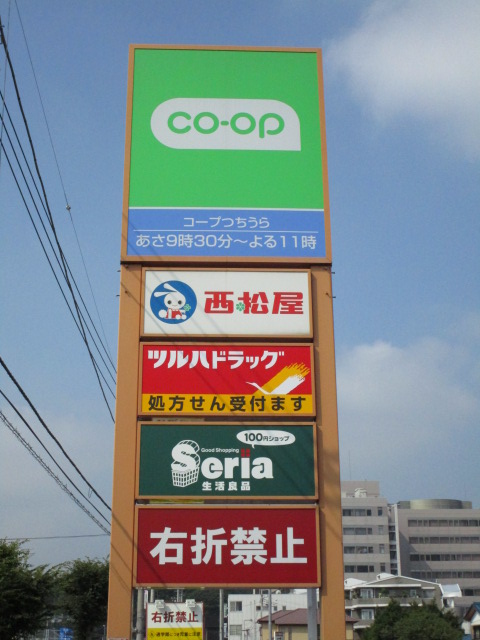 co-op
コープつちうら
あさ9時30分～よる11時
西松屋
ツルハドラッグ
処方せん受付ます
100円ショップ
Good Shopping
Seria
生活良品
右折禁止
右折禁止